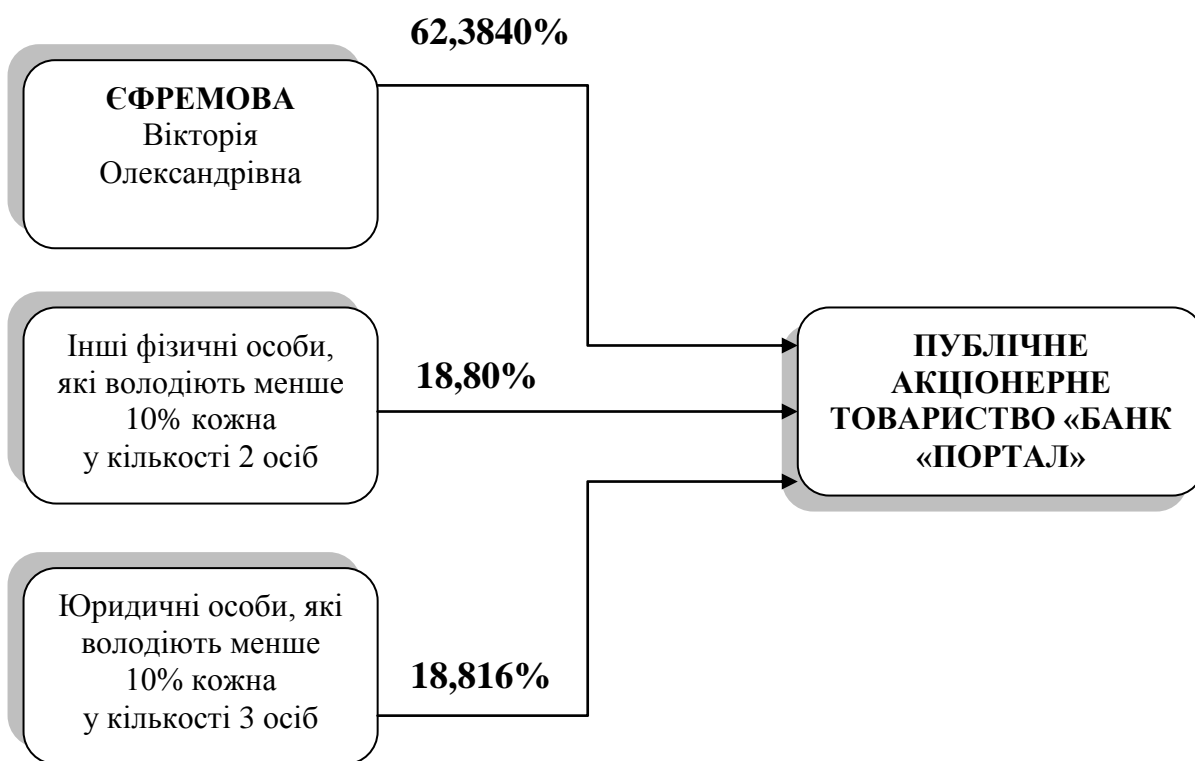 62,3840%
ЄФРЕМОВА
Вікторія
Олександрівна
Інші фізичні особи,
які володіють менше
10% кожна
у кількості 2 осіб
18,80%
ПУБЛІЧНЕ
АКЦІОНЕРНЕ
ТОВАРИСТВО «БАНК
«ПОРТАЛ»
Юридичні особи, які
володіють менше
10% кожна
у кількості 3 осіб
18,816%